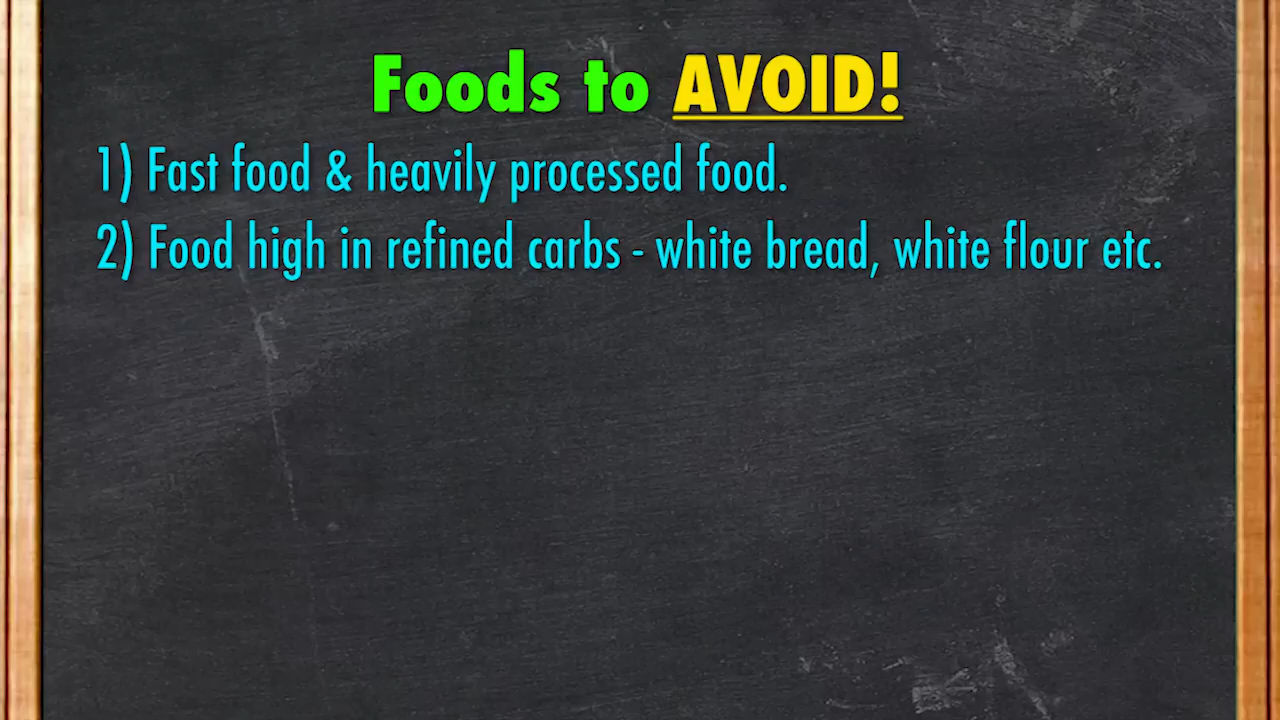 Foods to AVOID!
1) Fast food & heavily processed food.
2) Food high in refined carbs - white bread, white flour etc.